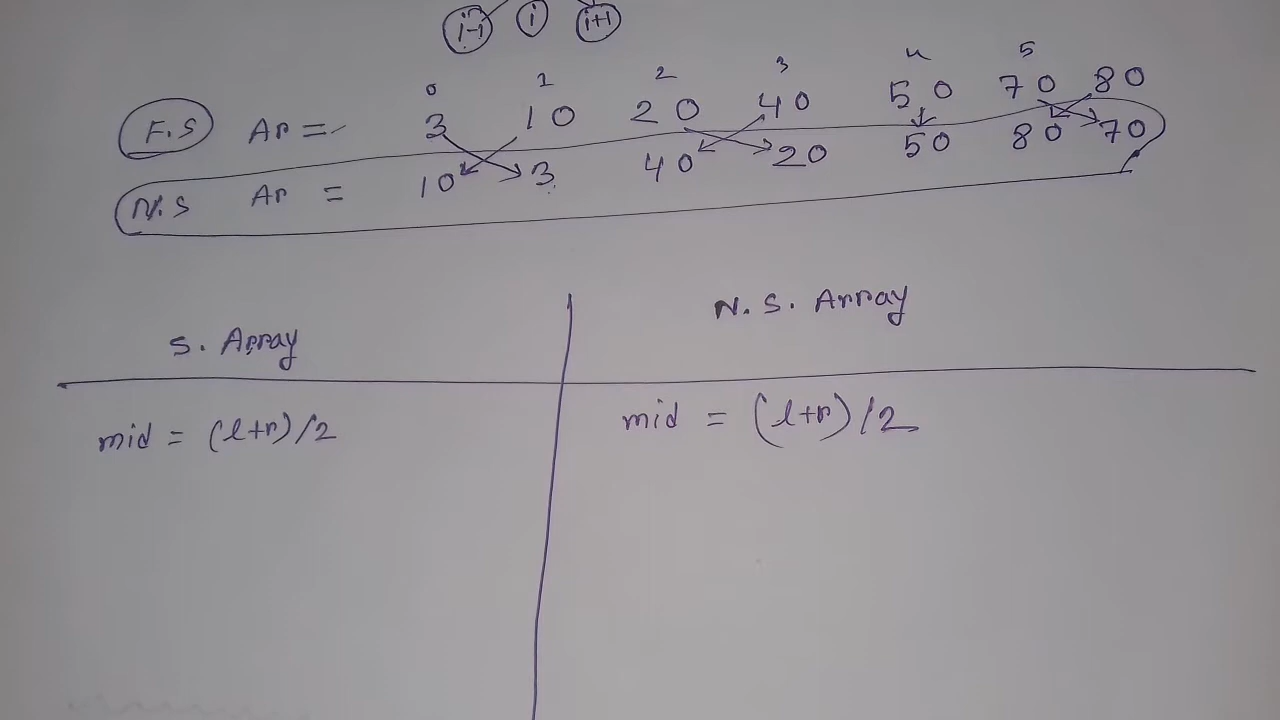 i-1 i i+1
0 1 2 3 4 5
F.S Ar = 3 10 20 40 50 70 80
N.S Ar = 10 3 40 20 50 80 70
S. Array
N. S. Array
mid = (l+r)/2
mid = (l+r)/2